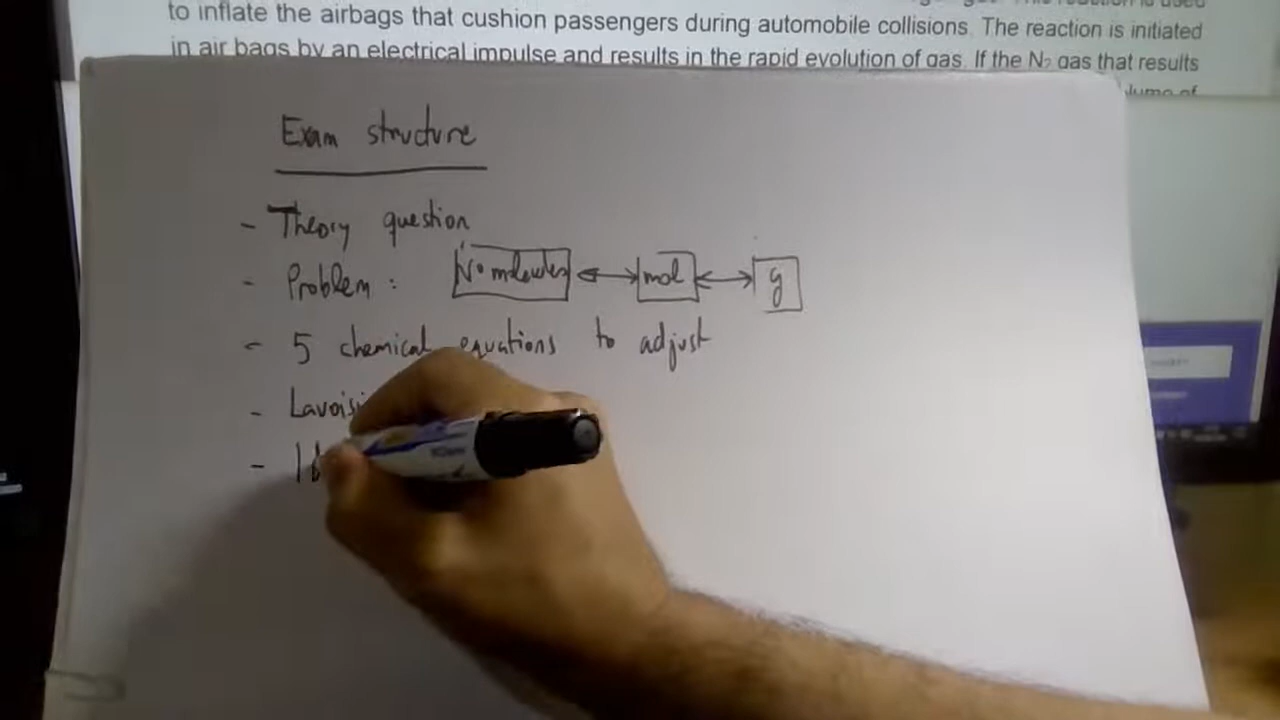 to inflate the airbags that cushion passengers during automobile collisions. The reaction is initiated
in air bags by an electrical impulse and results in the rapid evolution of gas. If the N2 gas that results
Exam structure
- Theory question
- Problem : Nº molecules ↔ mol ↔ g
- 5 chemical equations to adjust
- Lavoisi
- Id